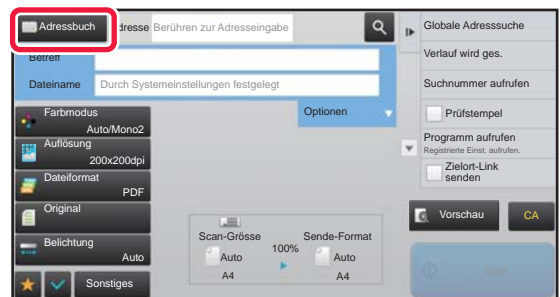 Adressbuch
dresse Berühren zur Adresseingabe
Betreff
Dateiname Durch Systemeinstellungen festgelegt
Optionen
Farbmodus
Auto/Mono2
Auflösung
200x200dpi
Dateiformat
PDF
Original
Belichtung
Auto
Sonstiges
Scan-Grösse
Auto
A4
100%
Sende-Format
Auto
A4
Globale Adresssuche
Verlauf wird ges.
Suchnummer aufrufen
Prüfstempel
Programm aufrufen
Registrierte Einst. aufrufen.
Zielort-Link
senden
Vorschau
CA
Start